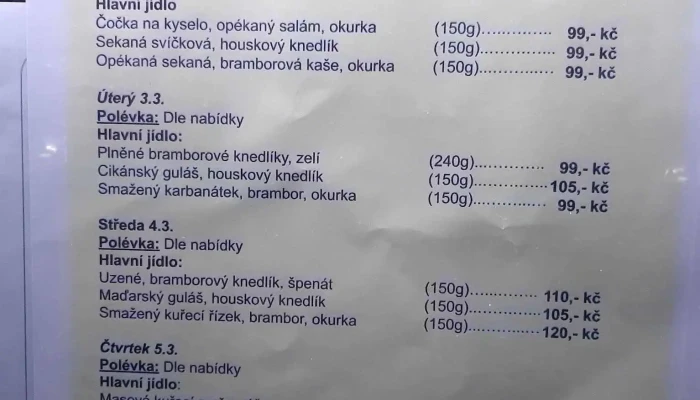 Hlavní jídlo
Čočka na kyselo, opékaný salám, okurka (150g).............. 99,- kč
Sekaná svíčková, houskový knedlík (150g)............... 99,- kč
Opékaná sekaná, bramborová kaše, okurka (150g)............... 99,- kč
Úterý 3.3.
Polévka: Dle nabídky
Hlavní jídlo:
Plněné bramborové knedlíky, zelí (240g).............. 99,- kč
Cikánský guláš, houskový knedlík (150g)...............105,- kč
Smažený karbanátek, brambor, okurka (150g)............... 99,- kč
Středa 4.3.
Polévka: Dle nabídky
Hlavní jídlo:
Uzené, bramborový knedlík, špenát (150g).............. 110,- kč
Maďarský guláš, houskový knedlík (150g)...............105,- kč
Smažený kuřecí řízek, brambor, okurka (150g)...............120,- kč
Čtvrtek 5.3.
Polévka: Dle nabídky
Hlavní jídlo: